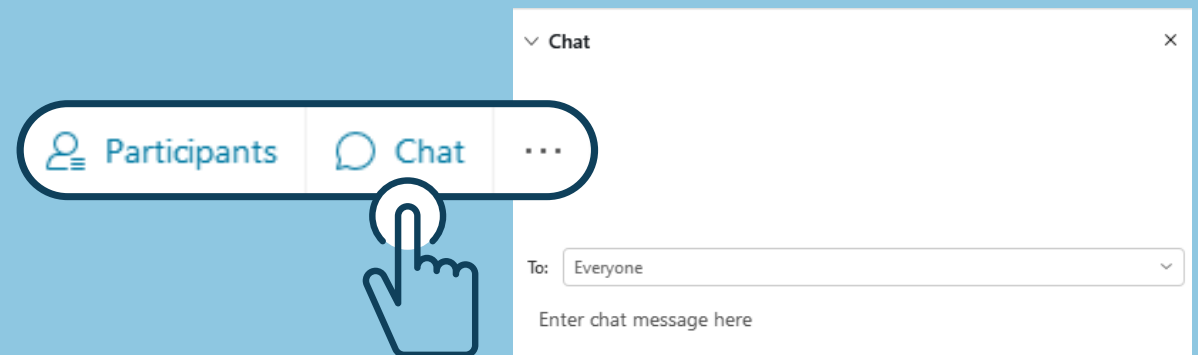 Chat
Participants
Chat
To:
Everyone
Enter chat message here